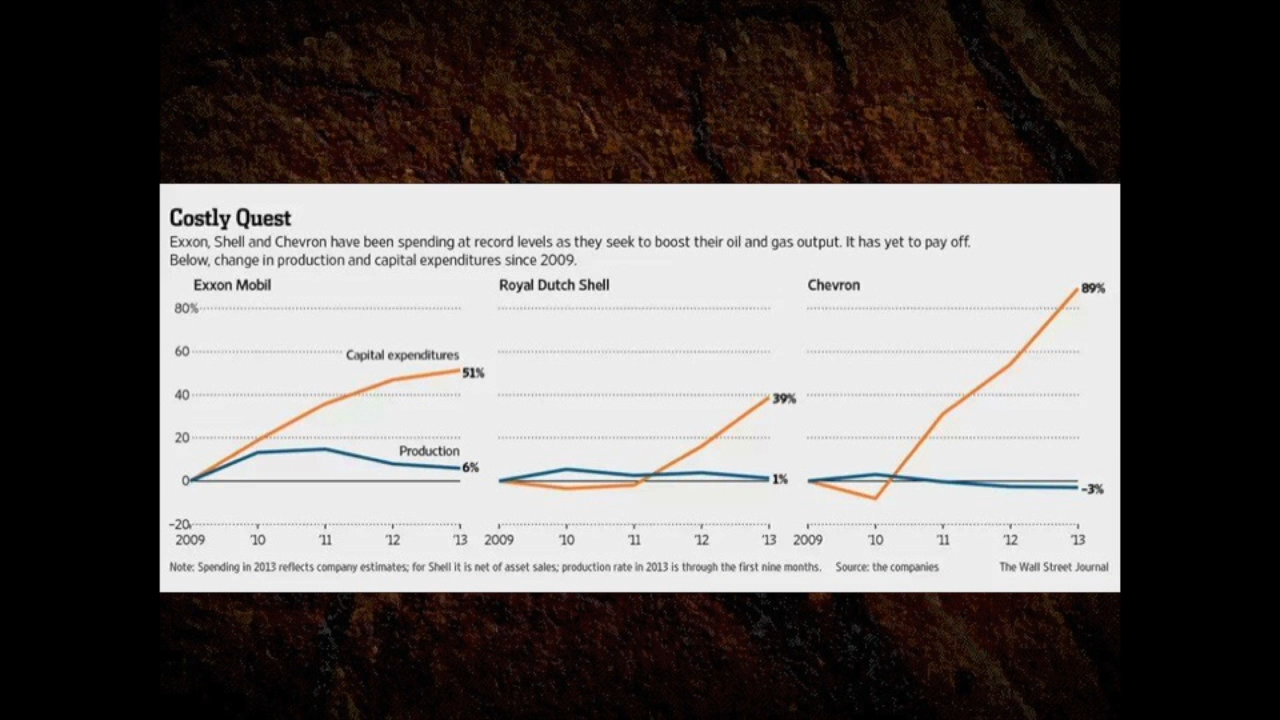 Costly Quest
Exxon, Shell and Chevron have been spending at record levels as they seek to boost their oil and gas output. It has yet to pay off.
Below, change in production and capital expenditures since 2009.
Exxon Mobil
80%
60
40
20
0
-20
Capital expenditures
51%
Production
6%
2009 '10 '11 '12 '13
Royal Dutch Shell
39%
1%
2009 '10 '11 '12 '13
Chevron
89%
-3%
2009 '10 '11 '12 '13
Note: Spending in 2013 reflects company estimates; for Shell it is net of asset sales; production rate in 2013 is through the first nine months. Source: the companies The Wall Street Journal